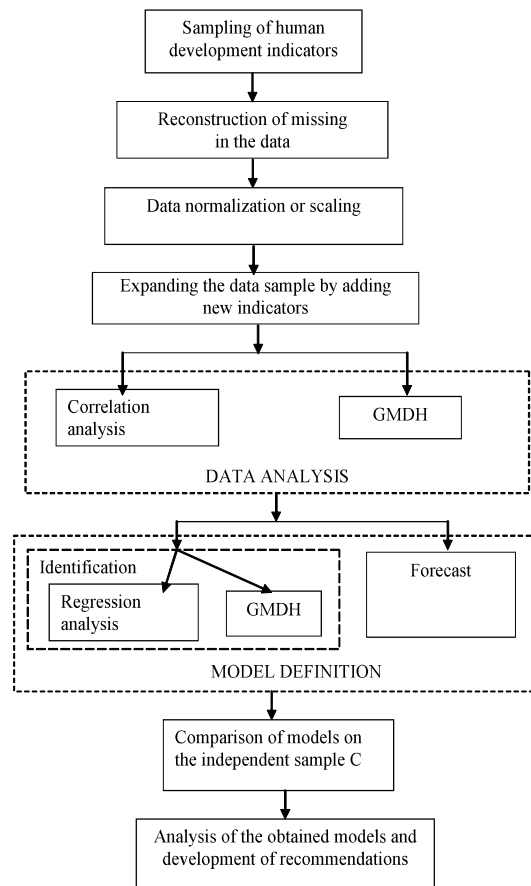 Sampling of human
development indicators
Reconstruction of missing
in the data
Data normalization or scaling
Expanding the data sample by adding
new indicators
Correlation
analysis
GMDH
DATA ANALYSIS
Identification
Regression
analysis
GMDH
Forecast
MODEL DEFINITION
Comparison of models on
the independent sample C
Analysis of the obtained models and
development of recommendations